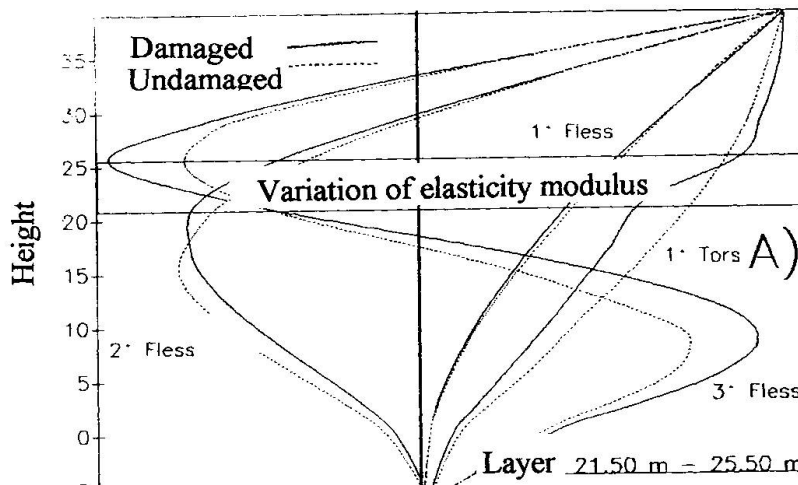 Damaged
Undamaged
35
30
25
20
15
10
5
0
Height
1· Fless
Variation of elasticity modulus
1· Tors A)
2· Fless
3· Fless
Layer 21.50 m – 25.50 m